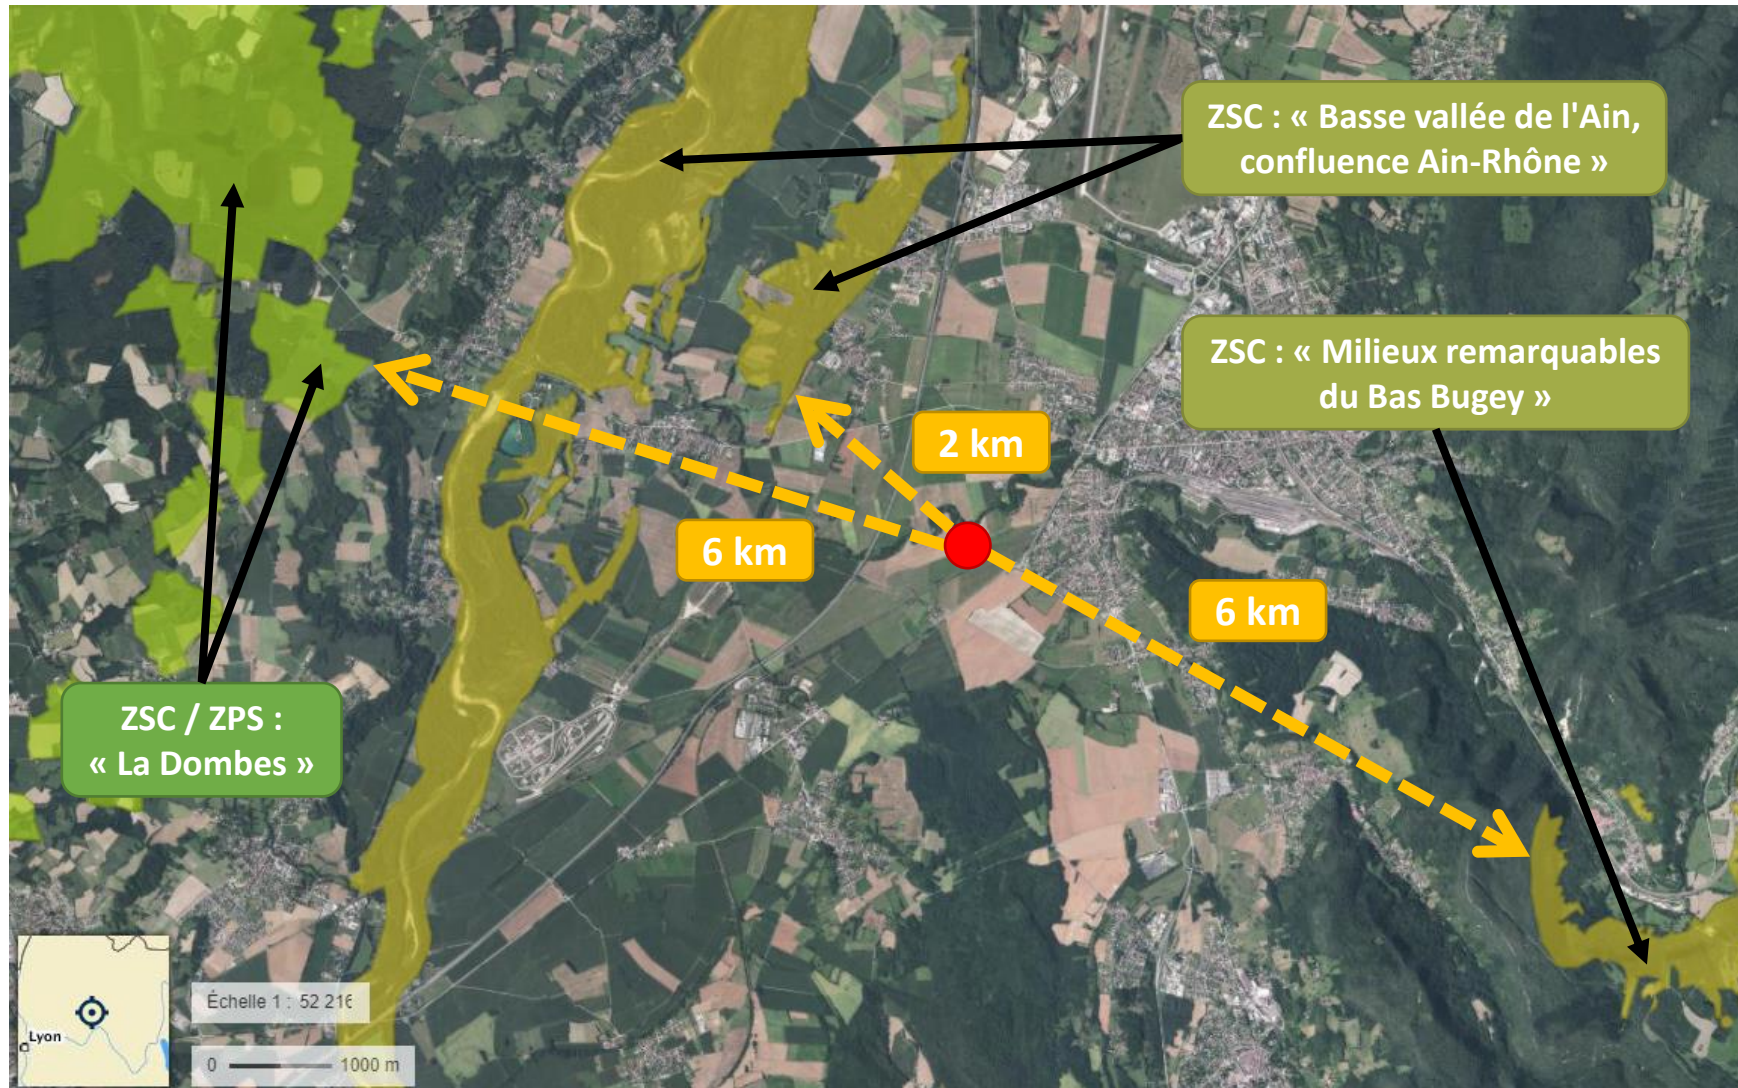 ZSC : « Basse vallée de l'Ain,
confluence Ain-Rhône »
ZSC : « Milieux remarquables
du Bas Bugey »
2 km
6 km
6 km
ZSC / ZPS :
« La Dombes »
Lyon
Échelle 1 : 52 216
0
1000 m